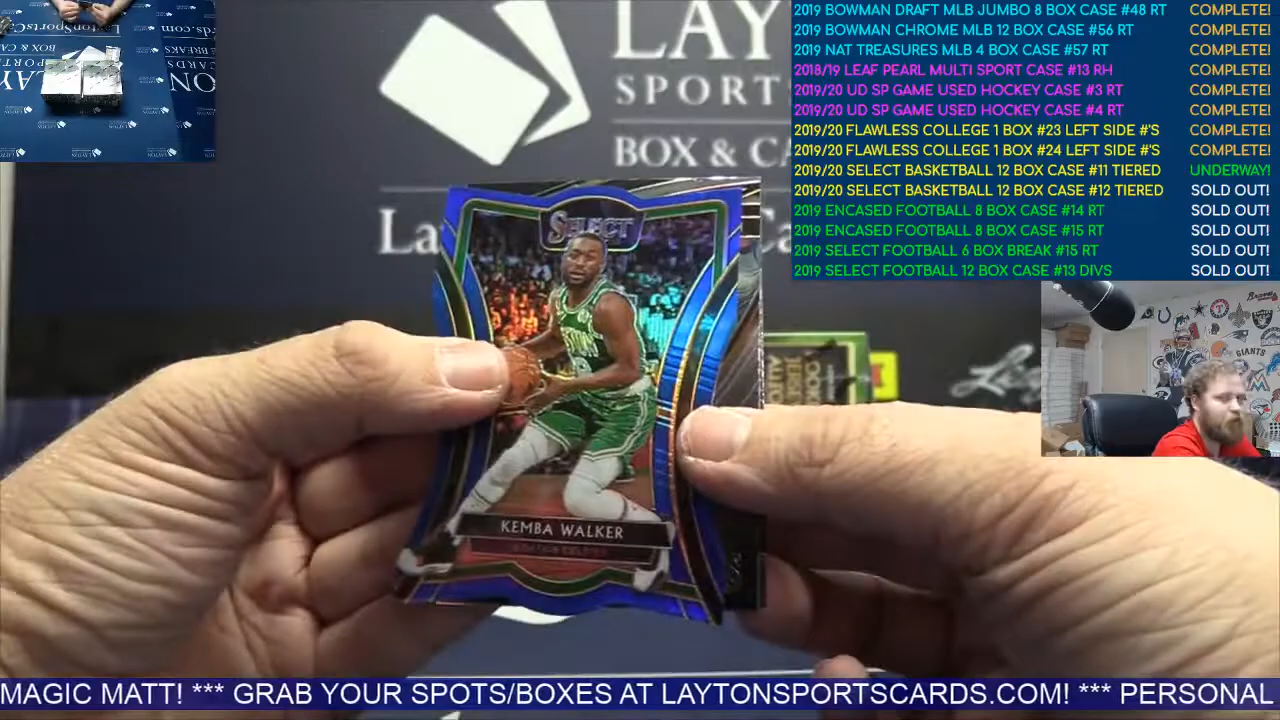 LAY
SPORTS
BOX & CA
La
2019 BOWMAN DRAFT MLB JUMBO 8 BOX CASE #48 RT COMPLETE!
2019 BOWMAN CHROME MLB 12 BOX CASE #56 RT COMPLETE!
2019 NAT TREASURES MLB 4 BOX CASE #57 RT COMPLETE!
2018/19 LEAF PEARL MULTI SPORT CASE #13 RH COMPLETE!
2019/20 UD SP GAME USED HOCKEY CASE #3 RT COMPLETE!
2019/20 UD SP GAME USED HOCKEY CASE #4 RT COMPLETE!
2019/20 FLAWLESS COLLEGE 1 BOX #23 LEFT SIDE #'S COMPLETE!
2019/20 FLAWLESS COLLEGE 1 BOX #24 LEFT SIDE #'S COMPLETE!
2019/20 SELECT BASKETBALL 12 BOX CASE #11 TIERED UNDERWAY!
2019/20 SELECT BASKETBALL 12 BOX CASE #12 TIERED SOLD OUT!
2019 ENCASED FOOTBALL 8 BOX CASE #14 RT SOLD OUT!
2019 ENCASED FOOTBALL 8 BOX CASE #15 RT SOLD OUT!
2019 SELECT FOOTBALL 6 BOX BREAK #15 RT SOLD OUT!
2019 SELECT FOOTBALL 12 BOX CASE #13 DIVS SOLD OUT!
SELECT
KEMBA WALKER
GIANTS
MAGIC MATT! *** GRAB YOUR SPOTS/BOXES AT LAYTONSPORTSCARDS.COM! *** PERSONAL